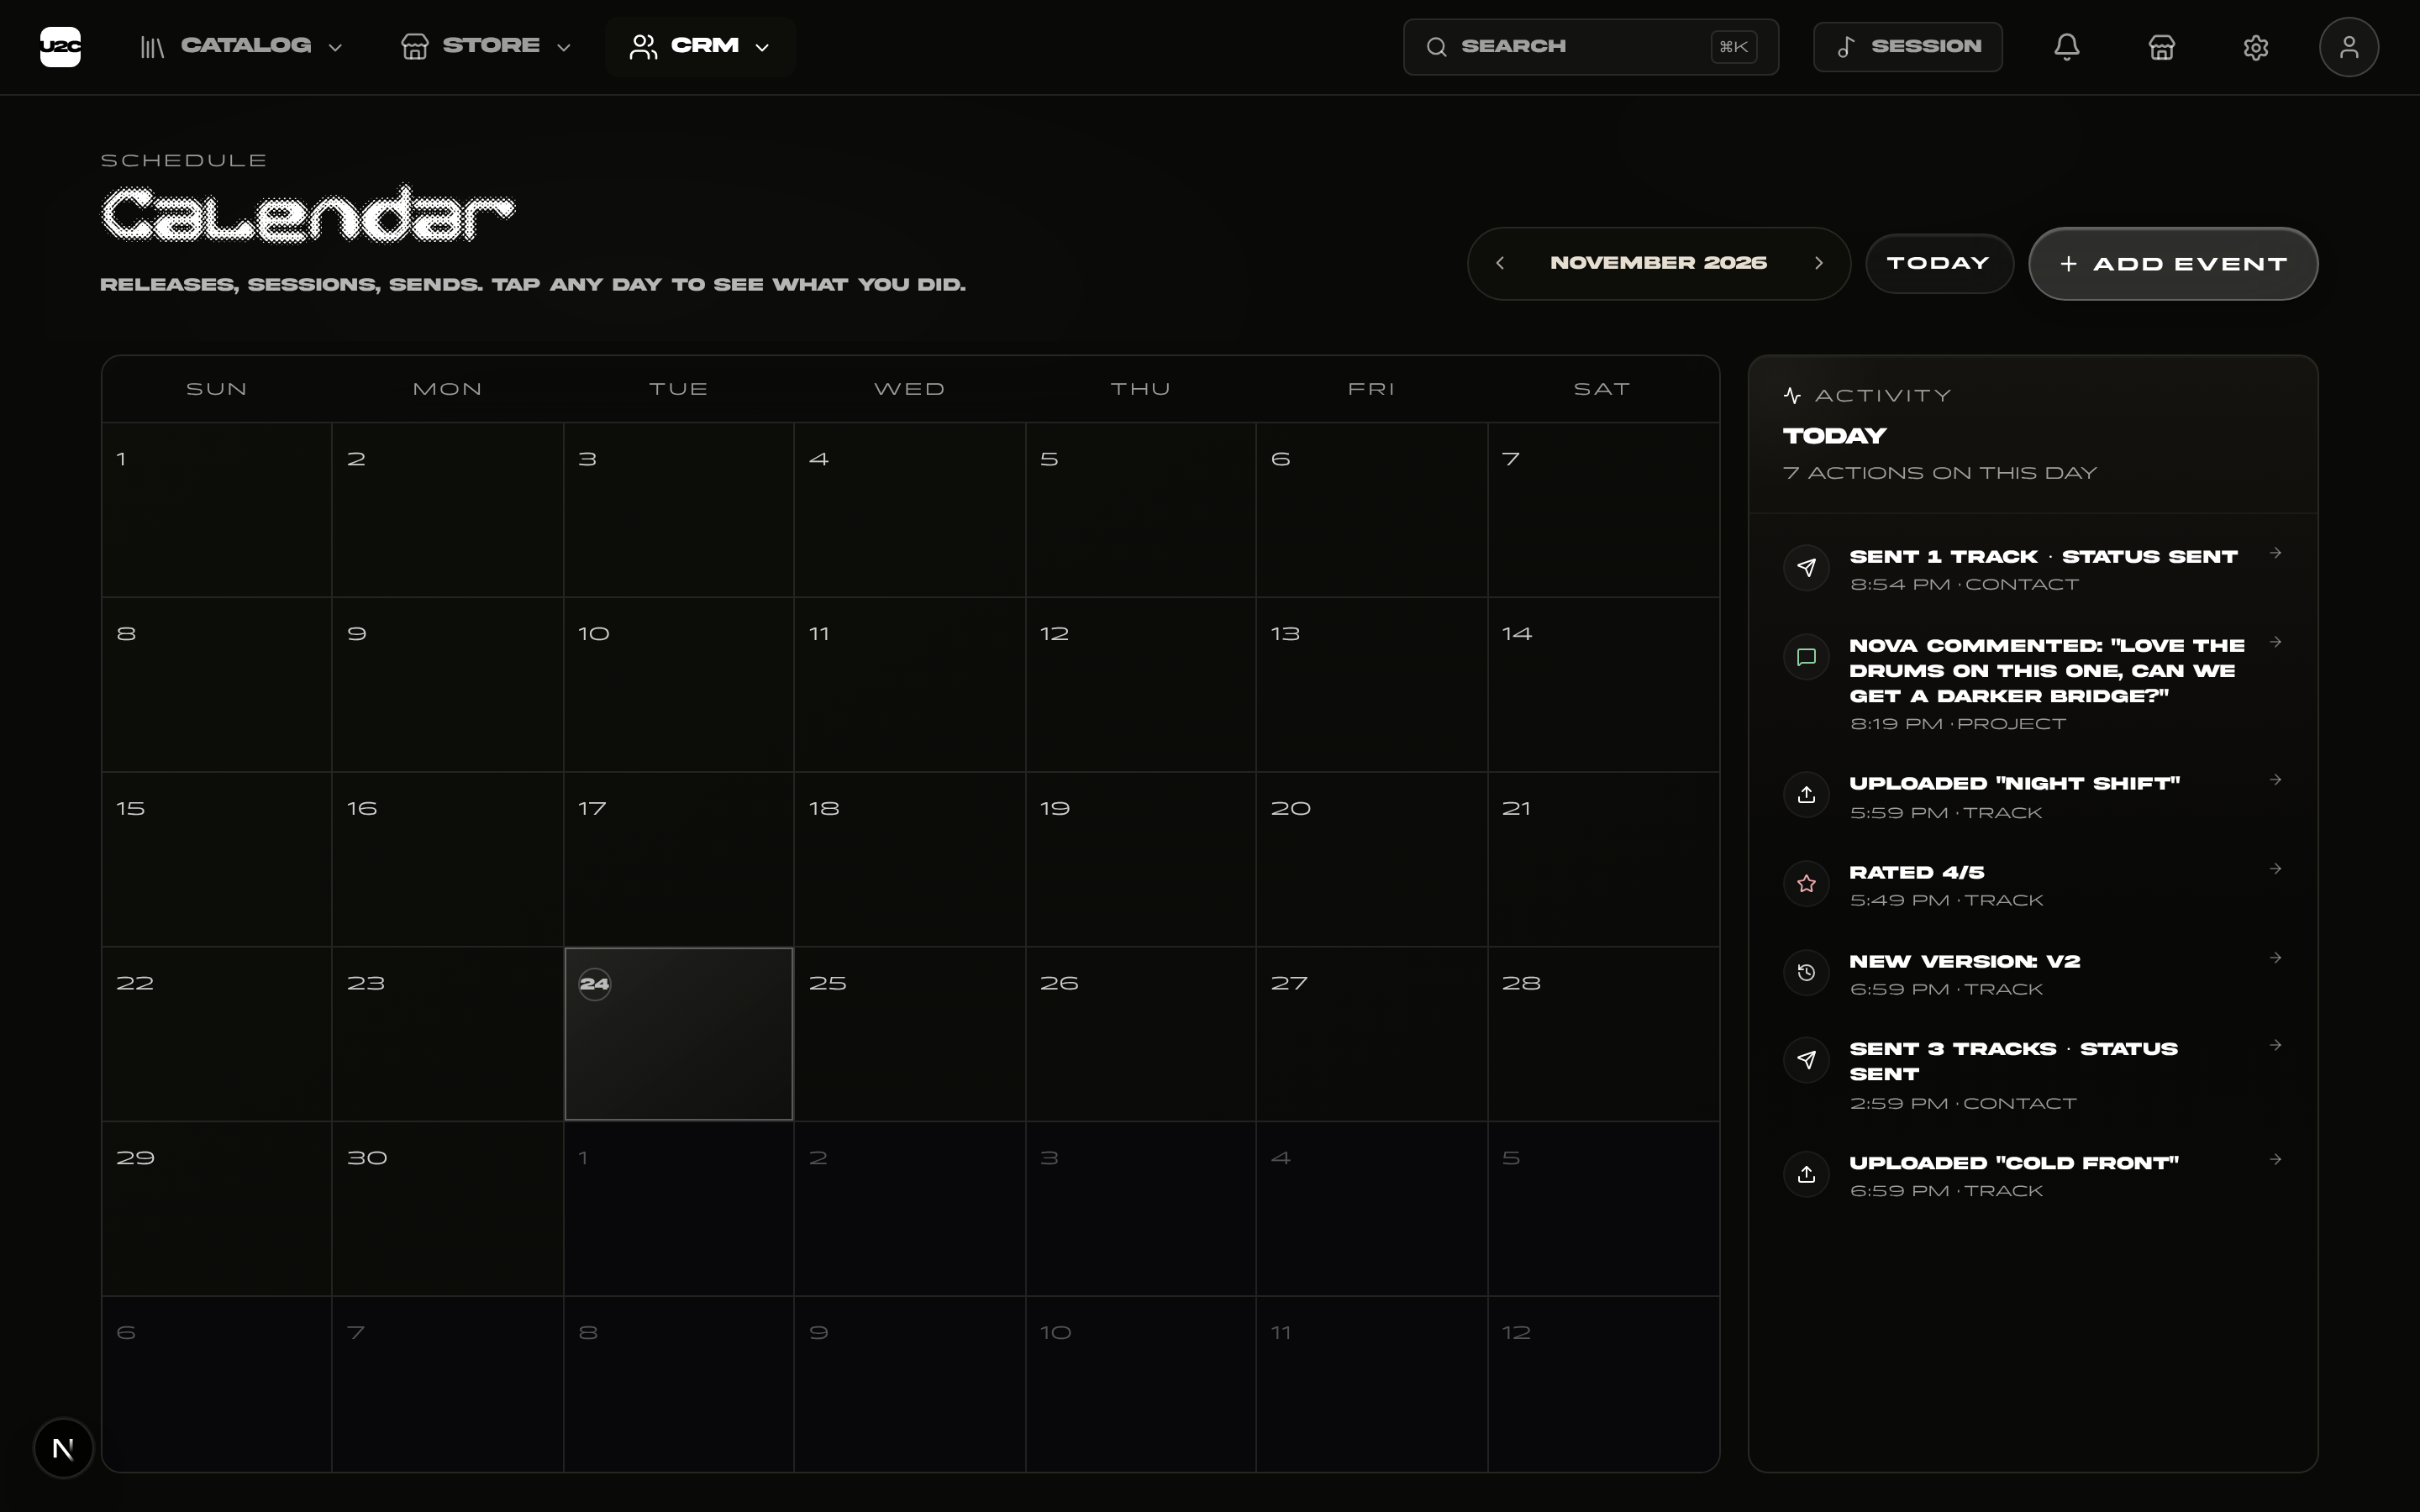 U2C
CATALOG
STORE
CRM
SEARCH
⌘K
SESSION
SCHEDULE
Calendar
RELEASES, SESSIONS, SENDS. TAP ANY DAY TO SEE WHAT YOU DID.
NOVEMBER 2026
TODAY
+ ADD EVENT
SUN MON TUE WED THU FRI SAT
1 2 3 4 5 6 7
8 9 10 11 12 13 14
15 16 17 18 19 20 21
22 23 24 25 26 27 28
29 30 1 2 3 4 5
6 7 8 9 10 11 12
ACTIVITY
TODAY
7 ACTIONS ON THIS DAY
SENT 1 TRACK · STATUS SENT
8:54 PM · CONTACT
NOVA COMMENTED: "LOVE THE
DRUMS ON THIS ONE, CAN WE
GET A DARKER BRIDGE?"
8:19 PM · PROJECT
UPLOADED "NIGHT SHIFT"
5:59 PM · TRACK
RATED 4/5
5:49 PM · TRACK
NEW VERSION: V2
6:59 PM · TRACK
SENT 3 TRACKS · STATUS
SENT
2:59 PM · CONTACT
UPLOADED "COLD FRONT"
6:59 PM · TRACK
N